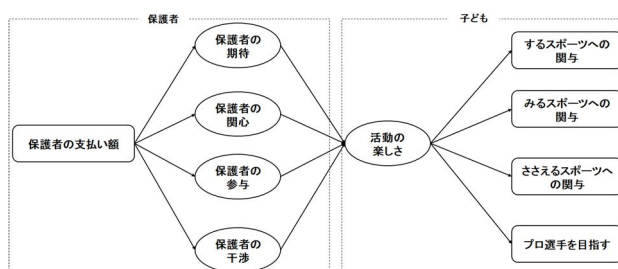 保護者
子ども
保護者の
期待
保護者の
関心
保護者の
参与
保護者の
干渉
保護者の支払い額
活動の
楽しさ
するスポーツへの
関与
みるスポーツへの
関与
ささえるスポーツへ
の関与
プロ選手を目指す